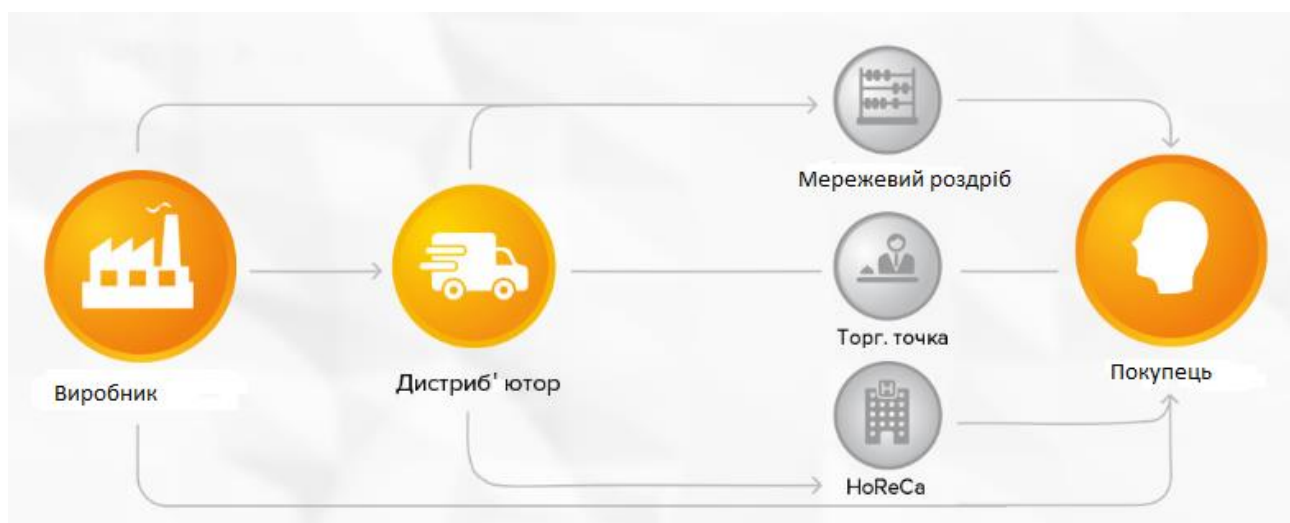 Мережевий роздріб
Торг. точка
Виробник
Дистриб' ютор
Покупець
H
HoReCa